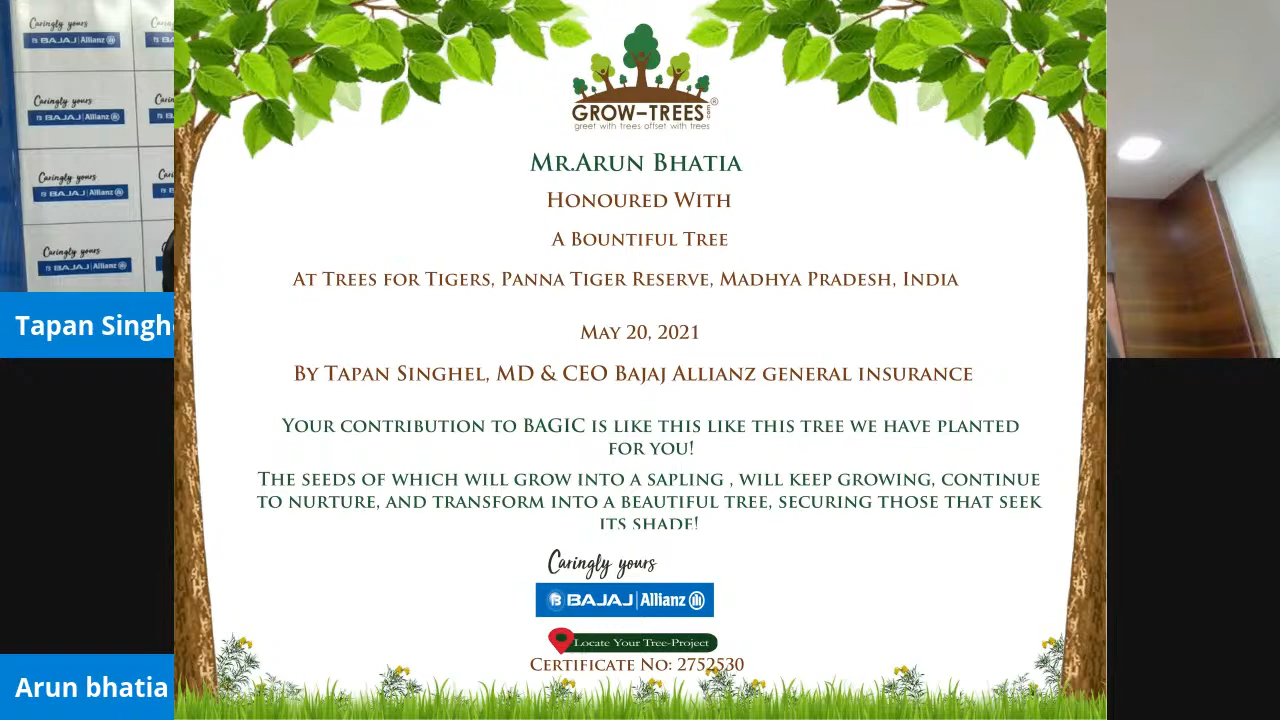 Caringly yours
BAJAJ | Allianz
Caringly yours
BAJAJ | Allianz
Caringly yours
BAJAJ | Allianz
Caringly yours
BAJAJ | Allianz
Tapan Singh
Arun bhatia
GROW-TREES®
.com
greet with trees offset with trees
Mr.Arun Bhatia
Honoured With
A Bountiful Tree
At Trees for Tigers, Panna Tiger Reserve, Madhya Pradesh, India
May 20, 2021
By Tapan Singhel, MD & CEO Bajaj Allianz general insurance
Your contribution to BAGIC is like this like this tree we have planted
for you!
The seeds of which will grow into a sapling , will keep growing, continue
to nurture, and transform into a beautiful tree, securing those that seek
its shade!
Caringly yours
BAJAJ | Allianz
Locate Your Tree-Project
Certificate No: 2752530